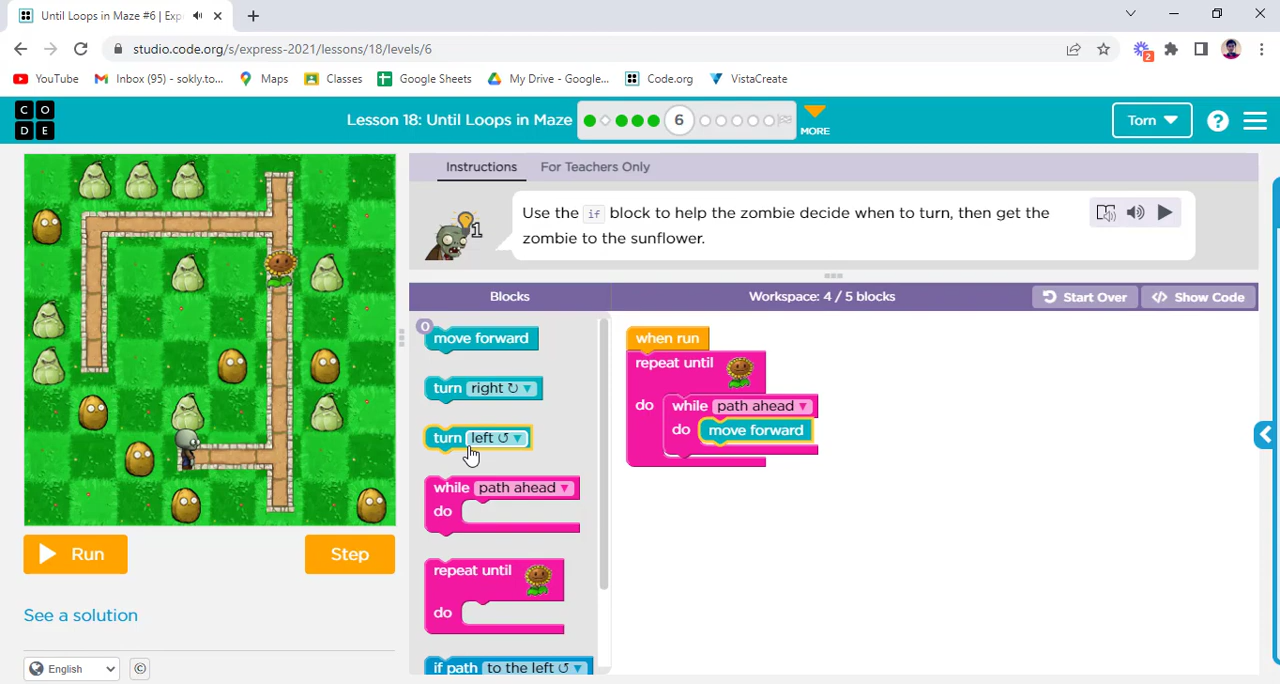 Until Loops in Maze #6 | Exp
studio.code.org/s/express-2021/lessons/18/levels/6
2
YouTube
Inbox (95) - sokly.to...
Maps
Classes
Google Sheets
My Drive - Google...
Code.org
VistaCreate
C O
D E
Lesson 18: Until Loops in Maze
6
MORE
Torn
?
Instructions
For Teachers Only
1
Use the if block to help the zombie decide when to turn, then get the
zombie to the sunflower.
Blocks
Workspace: 4 / 5 blocks
Start Over
</> Show Code
0
move forward
turn right ↻
turn left ↺
while path ahead
do
repeat until
do
if path to the left ↺
when run
repeat until
do
while path ahead
do move forward
Run
Step
See a solution
English
©